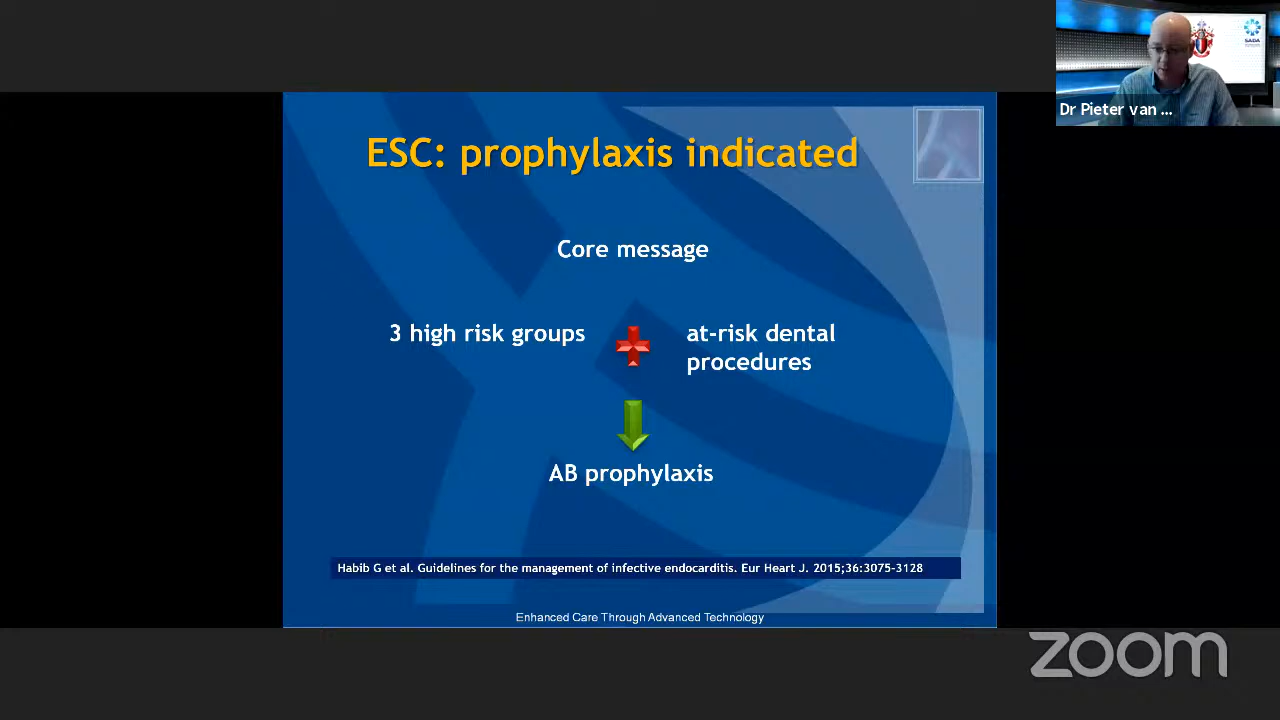 SADA
Dr Pieter van ...
ESC: prophylaxis indicated
Core message
3 high risk groups
at-risk dental
procedures
AB prophylaxis
Habib G et al. Guidelines for the management of infective endocarditis. Eur Heart J. 2015;36:3075-3128
Enhanced Care Through Advanced Technology
zoom